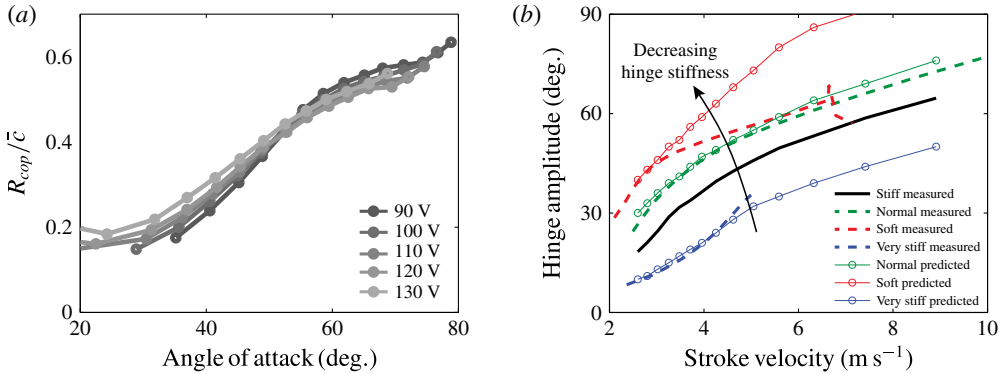 (a)
0.6
0.4
0.2
0
R_cop/c̅
90 V
100 V
110 V
120 V
130 V
20
40
60
80
Angle of attack (deg.)
(b)
90
60
30
0
Hinge amplitude (deg.)
Decreasing
hinge stiffness
Stiff measured
Normal measured
Soft measured
Very stiff measured
Normal predicted
Soft predicted
Very stiff predicted
2
4
6
8
10
Stroke velocity (m s⁻¹)